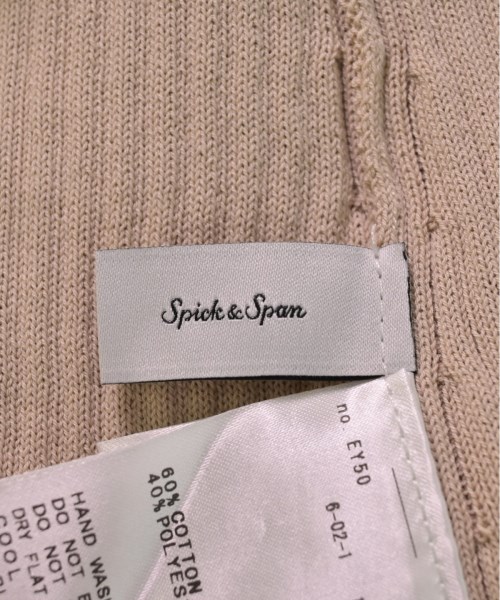 Spick & Span
no. EY50
6-02-1
60% COTTON
40% POLYES
HAND WAS
DO NOT
DO NOT
DRY FLAT
COOL